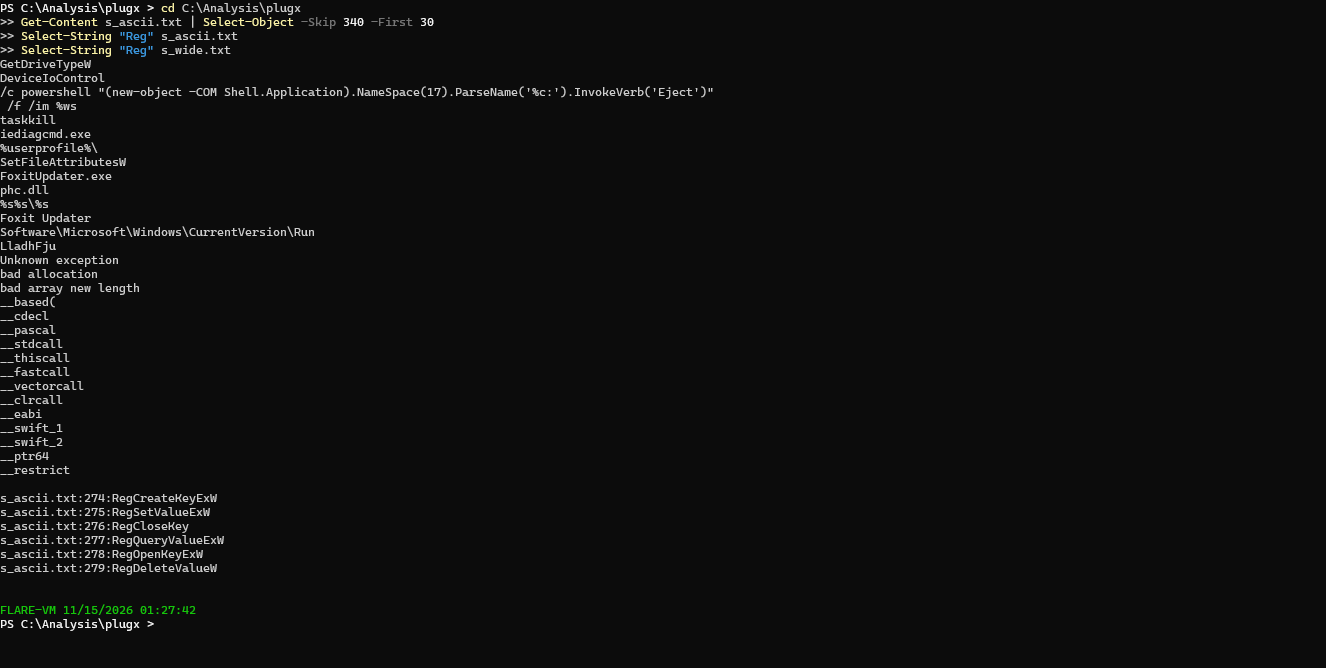 PS C:\Analysis\plugx > cd C:\Analysis\plugx
>> Get-Content s_ascii.txt | Select-Object -Skip 340 -First 30
>> Select-String "Reg" s_ascii.txt
>> Select-String "Reg" s_wide.txt
GetDriveTypeW
DeviceIoControl
/c powershell "(new-object -COM Shell.Application).NameSpace(17).ParseName('%c:').InvokeVerb('Eject')"
 /f /im %ws
taskkill
iediagcmd.exe
%userprofile%\
SetFileAttributesW
FoxitUpdater.exe
phc.dll
%s%s\%s
Foxit Updater
Software\Microsoft\Windows\CurrentVersion\Run
LladhFju
Unknown exception
bad allocation
bad array new length
__based(
__cdecl
__pascal
__stdcall
__thiscall
__fastcall
__vectorcall
__clrcall
__eabi
__swift_1
__swift_2
__ptr64
__restrict
s_ascii.txt:274:RegCreateKeyExW
s_ascii.txt:275:RegSetValueExW
s_ascii.txt:276:RegCloseKey
s_ascii.txt:277:RegQueryValueExW
s_ascii.txt:278:RegOpenKeyExW
s_ascii.txt:279:RegDeleteValueW
FLARE-VM 11/15/2026 01:27:42
PS C:\Analysis\plugx >